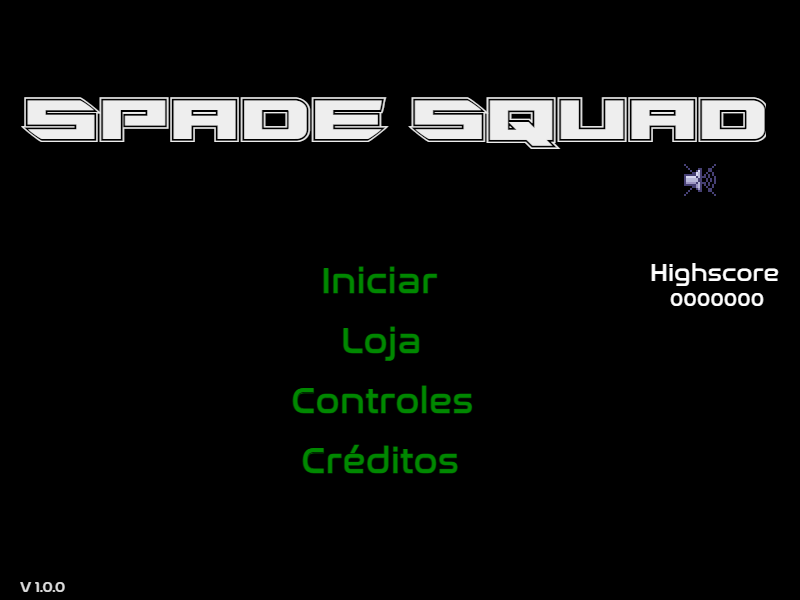 SPADE SQUAD
Iniciar
Highscore
0000000
Loja
Controles
Créditos
V 1.0.0